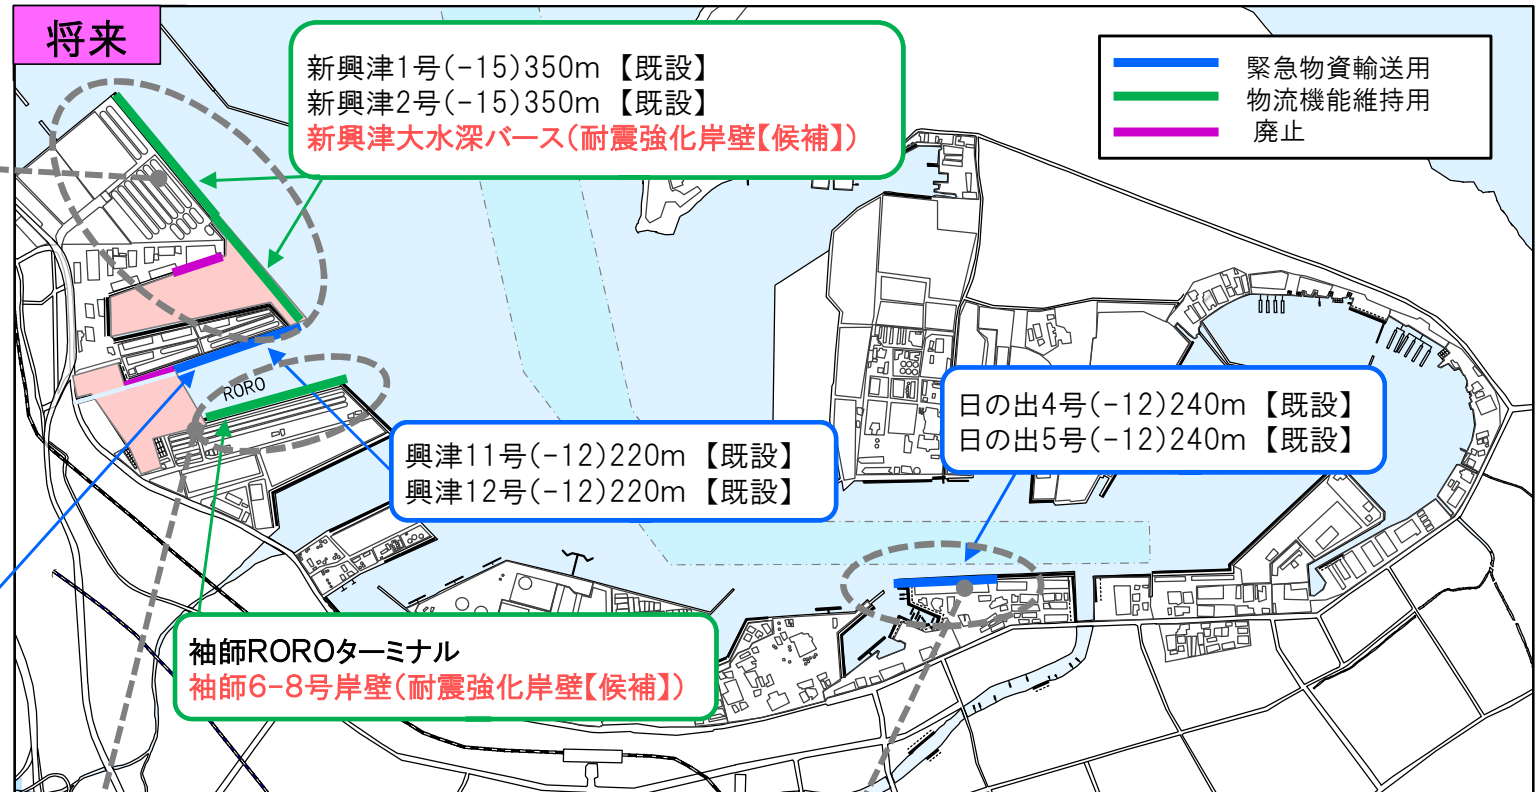 将来
新興津1号(-15)350m【既設】
新興津2号(-15)350m【既設】
新興津大水深バース(耐震強化岸壁【候補】)
緊急物資輸送用
物流機能維持用
廃止
RORO
興津11号(-12)220m【既設】
興津12号(-12)220m【既設】
日の出4号(-12)240m【既設】
日の出5号(-12)240m【既設】
袖師ROROターミナル
袖師6-8号岸壁(耐震強化岸壁【候補】)